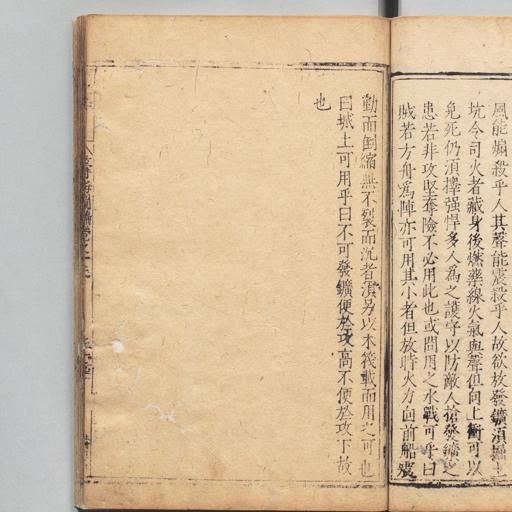 風能煽殺乎人其聲能震殺乎人故欲放發鑛須掘土
坑令司火者藏身後燃藥線火氣與聲但向上衝可以
免死仍須擇强悍多人爲之護守以防敵人搶發鑛之
患若非攻堅奪險不必用此也或問用之水戰可乎曰
賊若方舟爲陣亦可用其小者但放時火力向前船震
動而倒縮無不裂而沉者須另以木筏載而用之可也
曰城上可用乎曰不可發鑛便於攻高不便於攻下故
也